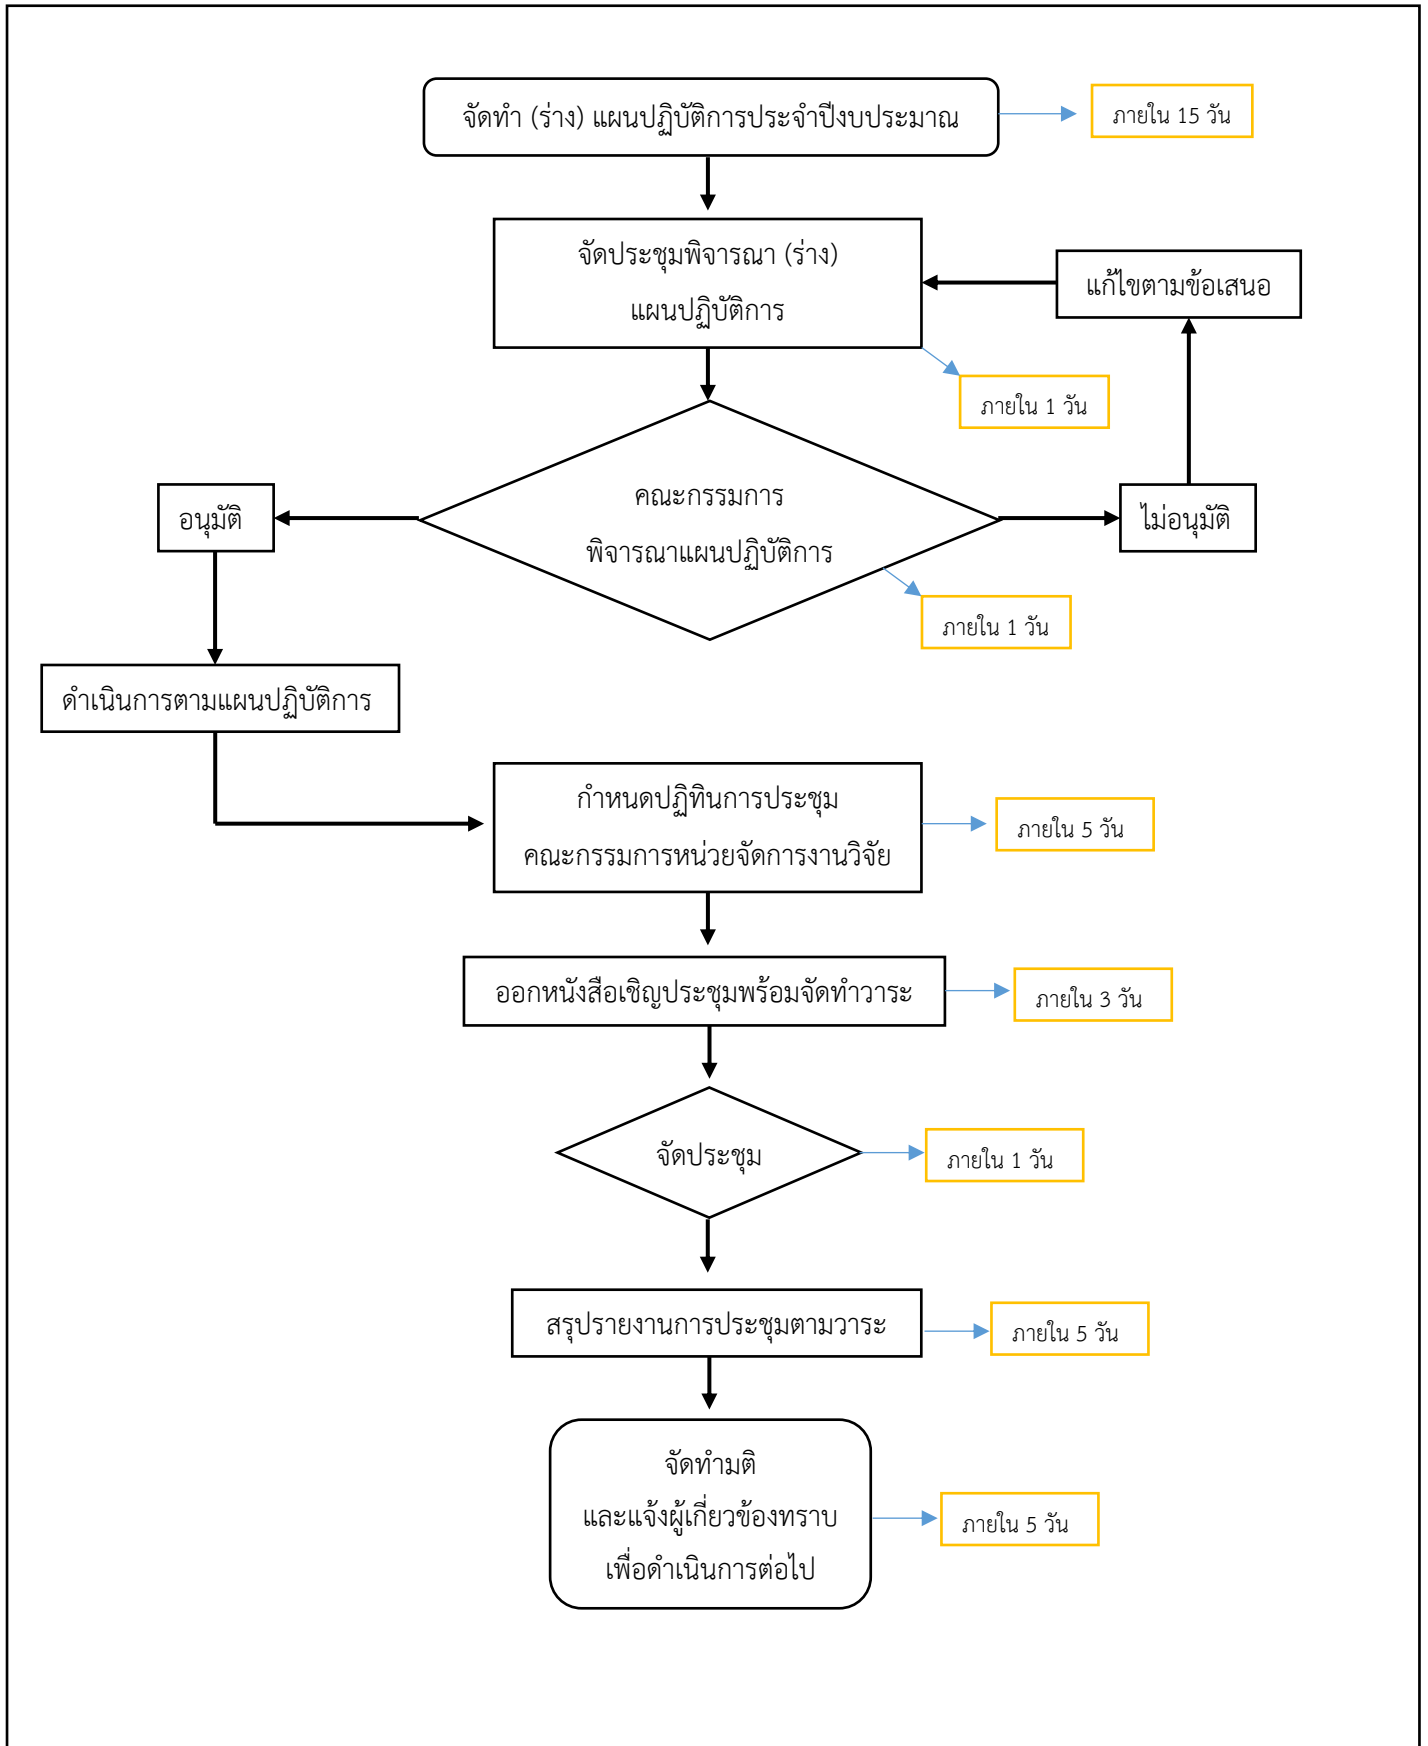 จัดทำ (ร่าง) แผนปฏิบัติการประจำปีงบประมาณ
ภายใน 15 วัน
จัดประชุมพิจารณา (ร่าง)
แผนปฏิบัติการ
แก้ไขตามข้อเสนอ
ภายใน 1 วัน
คณะกรรมการ
พิจารณาแผนปฏิบัติการ
อนุมัติ
ไม่อนุมัติ
ภายใน 1 วัน
ดำเนินการตามแผนปฏิบัติการ
กำหนดปฏิทินการประชุม
คณะกรรมการหน่วยจัดการงานวิจัย
ภายใน 5 วัน
ออกหนังสือเชิญประชุมพร้อมจัดทำวาระ
ภายใน 3 วัน
จัดประชุม
ภายใน 1 วัน
สรุปรายงานการประชุมตามวาระ
ภายใน 5 วัน
จัดทำมติ
และแจ้งผู้เกี่ยวข้องทราบ
เพื่อดำเนินการต่อไป
ภายใน 5 วัน